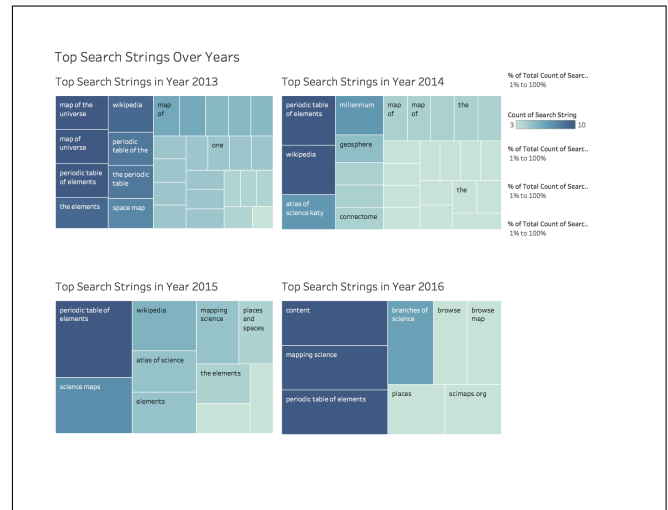 Top Search Strings Over Years
Top Search Strings in Year 2013
map of the
universe
wikipedia
map
of
map of
universe
periodic
table of the
one
periodic table
of elements
the periodic
table
the elements
space map
Top Search Strings in Year 2014
periodic table
of elements
millennium
map
of
map
of
the
wikipedia
geosphere
atlas of
science katy
connectome
the
% of Total Count of Searc..
1% to 100%
Count of Search String
3
10
% of Total Count of Searc..
1% to 100%
% of Total Count of Searc..
1% to 100%
% of Total Count of Searc..
1% to 100%
Top Search Strings in Year 2015
periodic table of
elements
wikipedia
mapping
science
places
and
spaces
atlas of science
the elements
science maps
elements
Top Search Strings in Year 2016
content
branches of
science
browse
browse
map
mapping science
periodic table of elements
places
scimaps.org